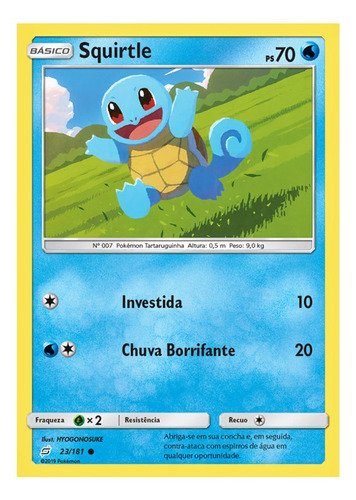 BÁSICO Squirtle PS70
Nº 007 Pokémon Tartaruguinha Altura: 0,5 m Peso: 9,0 kg
Investida 10
Chuva Borrifante 20
Fraqueza ×2 Resistência Recuo
Ilust. HYOGONOSUKE
23/181
©2019 Pokémon
Abriga-se em sua concha e, em seguida,
contra-ataca com espirros de água em
qualquer oportunidade.